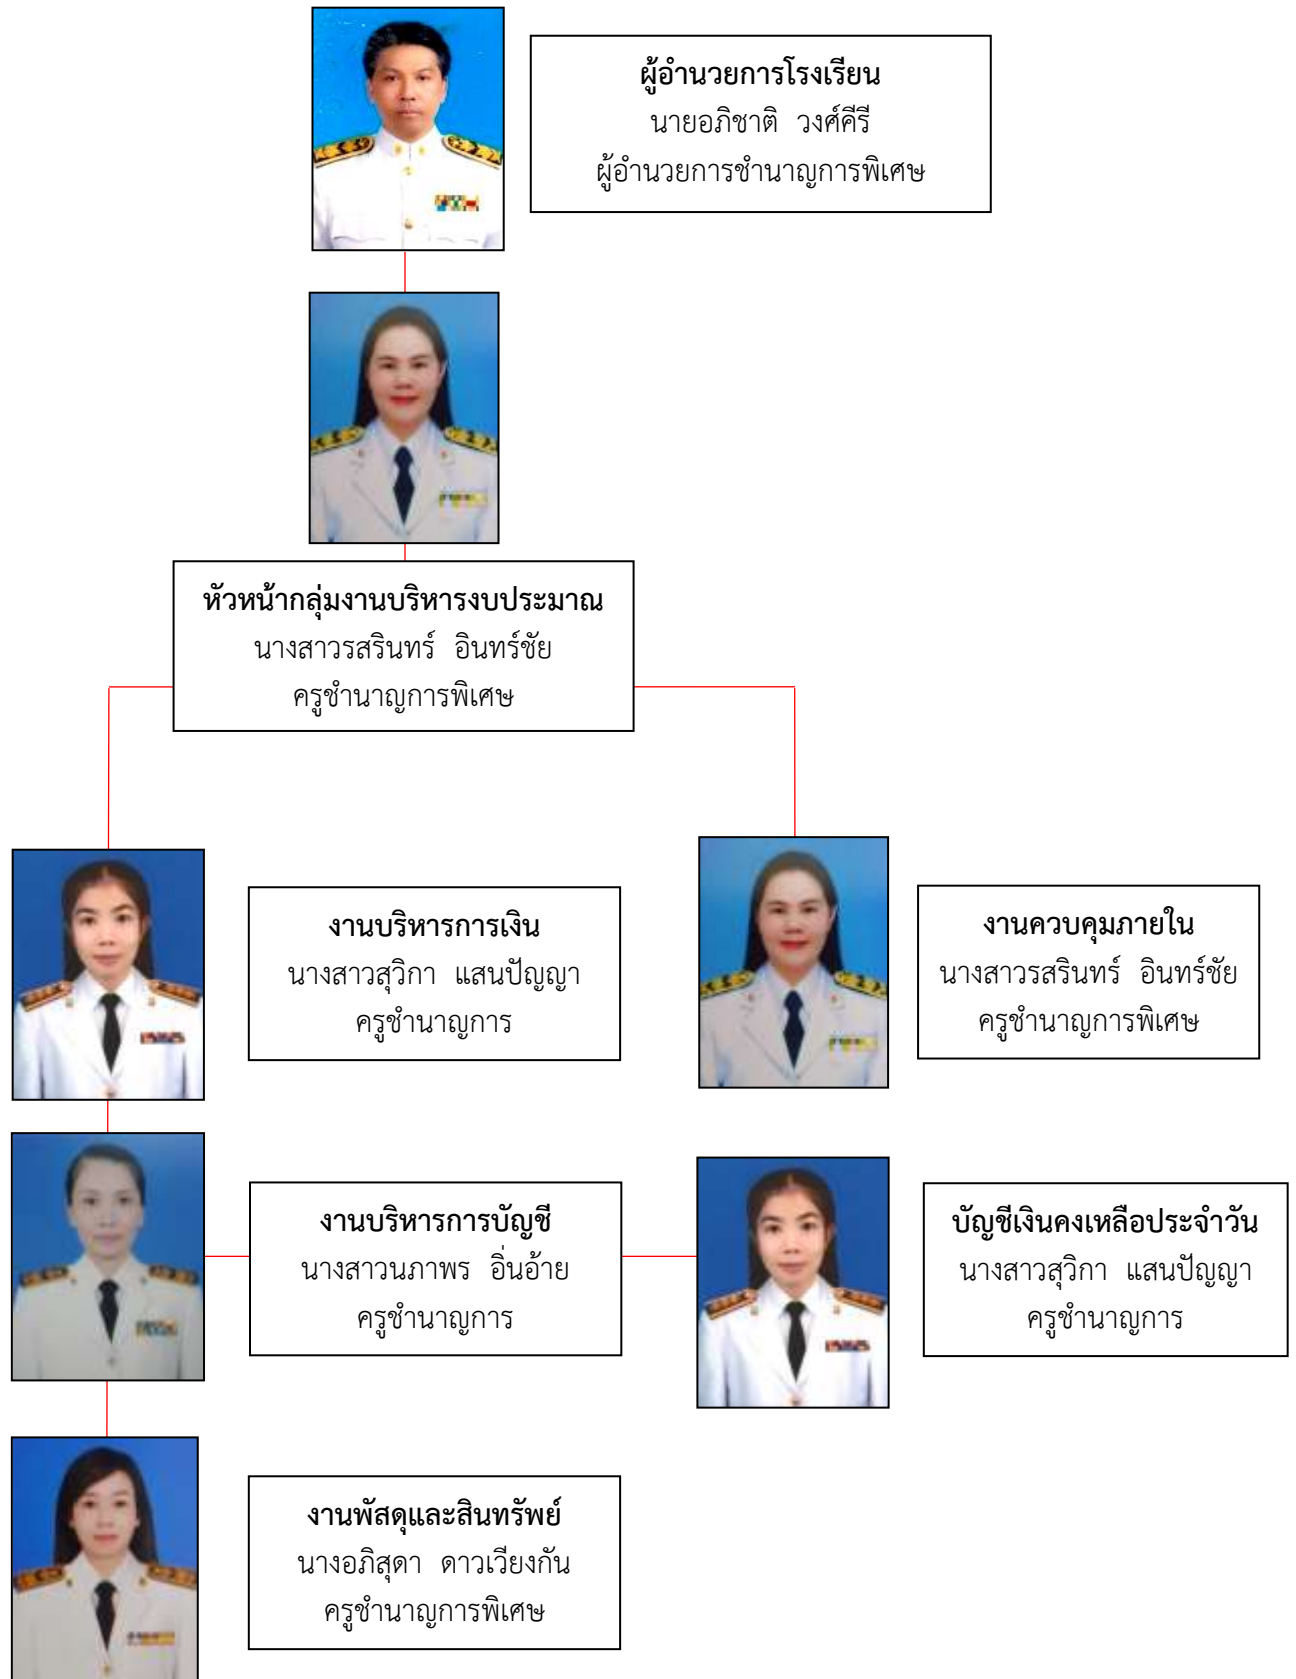 ผู้อำนวยการโรงเรียน
นายอภิชาติ วงศ์คีรี
ผู้อำนวยการชำนาญการพิเศษ
หัวหน้ากลุ่มงานบริหารงบประมาณ
นางสาวรสรินทร์ อินทร์ชัย
ครูชำนาญการพิเศษ
งานบริหารการเงิน
นางสาวสุวิกา แสนปัญญา
ครูชำนาญการ
งานควบคุมภายใน
นางสาวรสรินทร์ อินทร์ชัย
ครูชำนาญการพิเศษ
งานบริหารการบัญชี
นางสาวนภาพร อิ่นอ้าย
ครูชำนาญการ
บัญชีเงินคงเหลือประจำวัน
นางสาวสุวิกา แสนปัญญา
ครูชำนาญการ
งานพัสดุและสินทรัพย์
นางอภิสุดา ดาวเวียงกัน
ครูชำนาญการพิเศษ